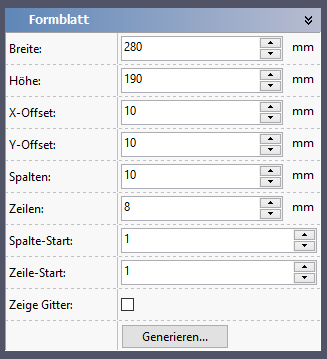 Formblatt
Breite: 280 mm
Höhe: 190 mm
X-Offset: 10 mm
Y-Offset: 10 mm
Spalten: 10 mm
Zeilen: 8 mm
Spalte-Start: 1
Zeile-Start: 1
Zeige Gitter:
Generieren...